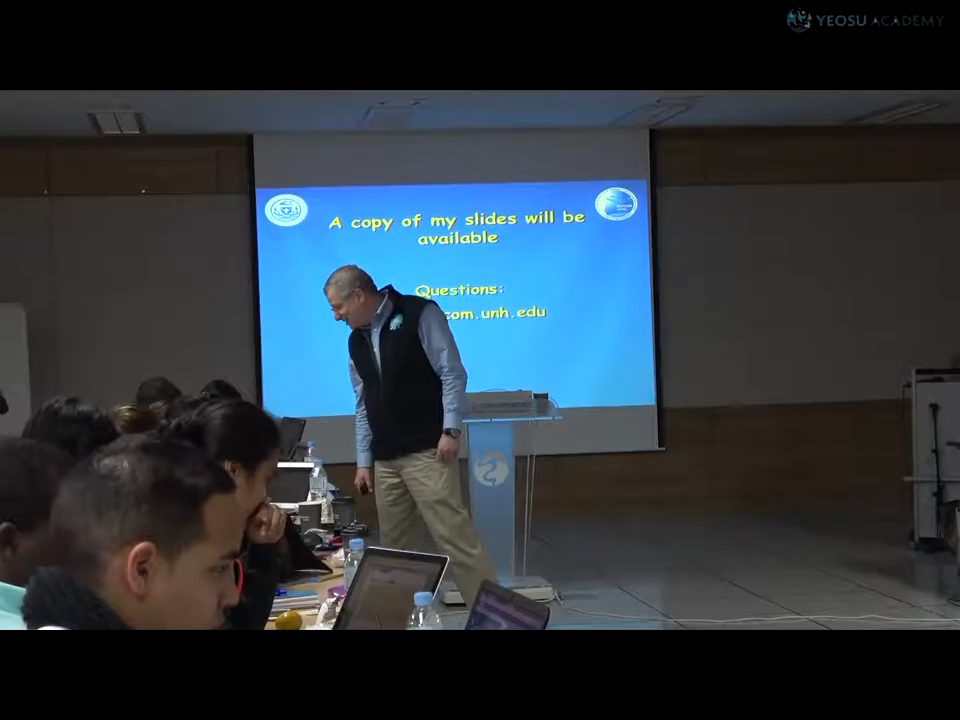 YEOSU ACADEMY
A copy of my slides will be
available
Questions:
com.unh.edu